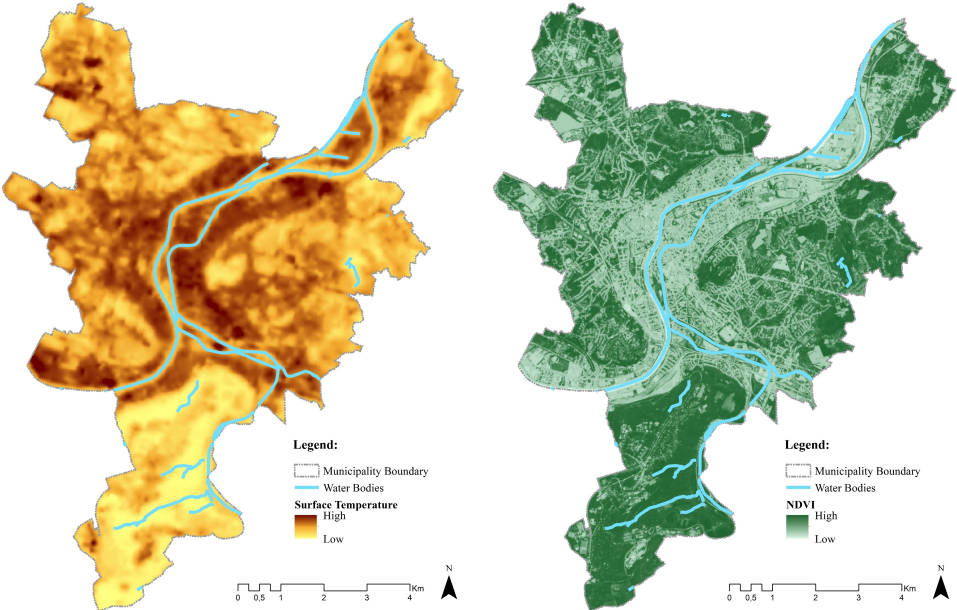 Legend:
Municipality Boundary
Water Bodies
Surface Temperature
High
Low
Km
0 0,5 1 2 3 4
N
Legend:
Municipality Boundary
Water Bodies
NDVI
High
Low
Km
0 0,5 1 2 3 4
N